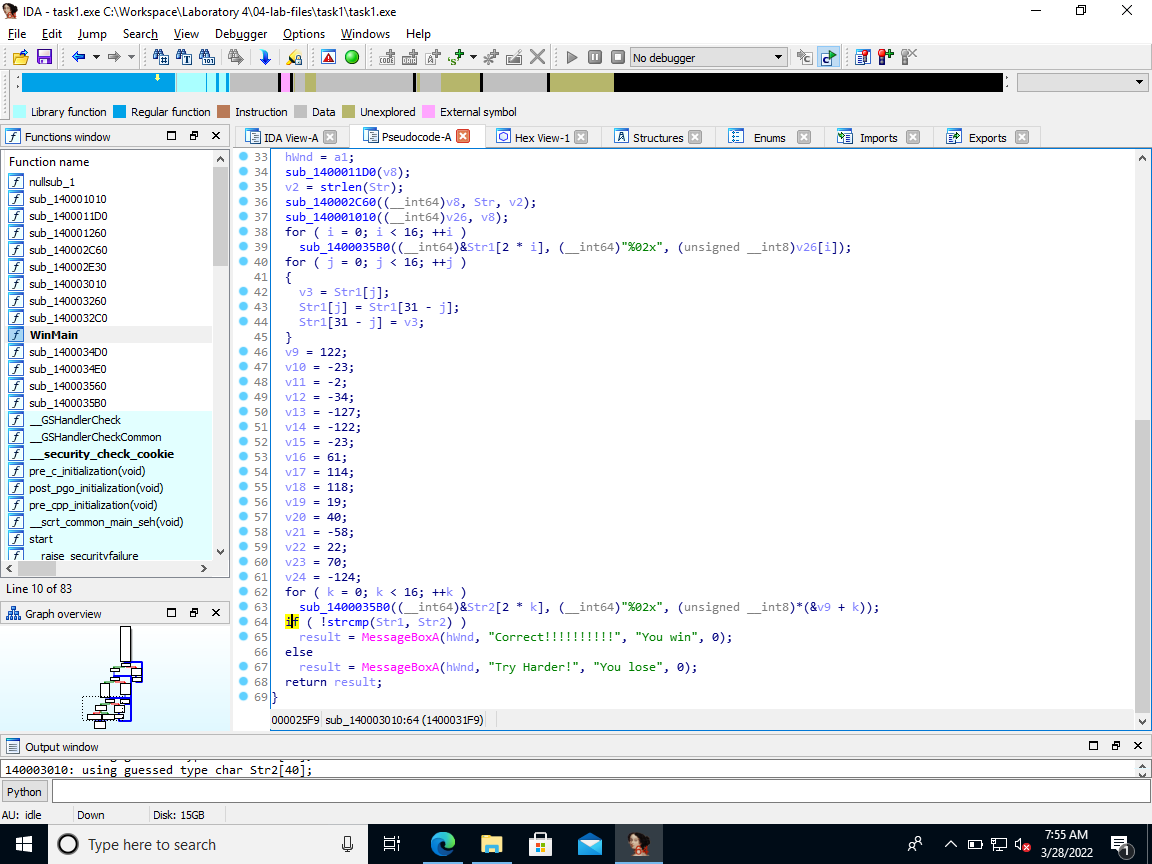 IDA - task1.exe C:\Workspace\Laboratory 4\04-lab-files\task1\task1.exe
File Edit Jump Search View Debugger Options Windows Help
No debugger
Library function Regular function Instruction Data Unexplored External symbol
Functions window
IDA View-A Pseudocode-A Hex View-1 Structures Enums Imports Exports
Function name
f nullsub_1
f sub_140001010
f sub_1400011D0
f sub_140001260
f sub_140002C60
f sub_140002E30
f sub_140003010
f sub_140003260
f sub_1400032C0
f WinMain
f sub_1400034D0
f sub_1400034E0
f sub_140003560
f sub_1400035B0
f __GSHandlerCheck
f __GSHandlerCheckCommon
f __security_check_cookie
f pre_c_initialization(void)
f post_pgo_initialization(void)
f pre_cpp_initialization(void)
f __scrt_common_main_seh(void)
f start
f __raise_securityfailure
Line 10 of 83
Graph overview
33 hWnd = a1;
34 sub_1400011D0(v8);
35 v2 = strlen(Str);
36 sub_140002C60((__int64)v8, Str, v2);
37 sub_140001010((__int64)v26, v8);
38 for ( i = 0; i < 16; ++i )
39 sub_1400035B0((__int64)&Str1[2 * i], (__int64)"%02x", (unsigned __int8)v26[i]);
40 for ( j = 0; j < 16; ++j )
41 {
42 v3 = Str1[j];
43 Str1[j] = Str1[31 - j];
44 Str1[31 - j] = v3;
45 }
46 v9 = 122;
47 v10 = -23;
48 v11 = -2;
49 v12 = -34;
50 v13 = -127;
51 v14 = -122;
52 v15 = -23;
53 v16 = 61;
54 v17 = 114;
55 v18 = 118;
56 v19 = 19;
57 v20 = 40;
58 v21 = -58;
59 v22 = 22;
60 v23 = 70;
61 v24 = -124;
62 for ( k = 0; k < 16; ++k )
63 sub_1400035B0((__int64)&Str2[2 * k], (__int64)"%02x", (unsigned __int8)*(&v9 + k));
64 if ( !strcmp(Str1, Str2) )
65 result = MessageBoxA(hWnd, "Correct!!!!!!!!!!", "You win", 0);
66 else
67 result = MessageBoxA(hWnd, "Try Harder!", "You lose", 0);
68 return result;
69 }
000025F9 sub_140003010:64 (1400031F9)
Output window
140003010: using guessed type char Str2[40];
Python
AU: idle Down Disk: 15GB
Type here to search
7:55 AM
3/28/2022
1